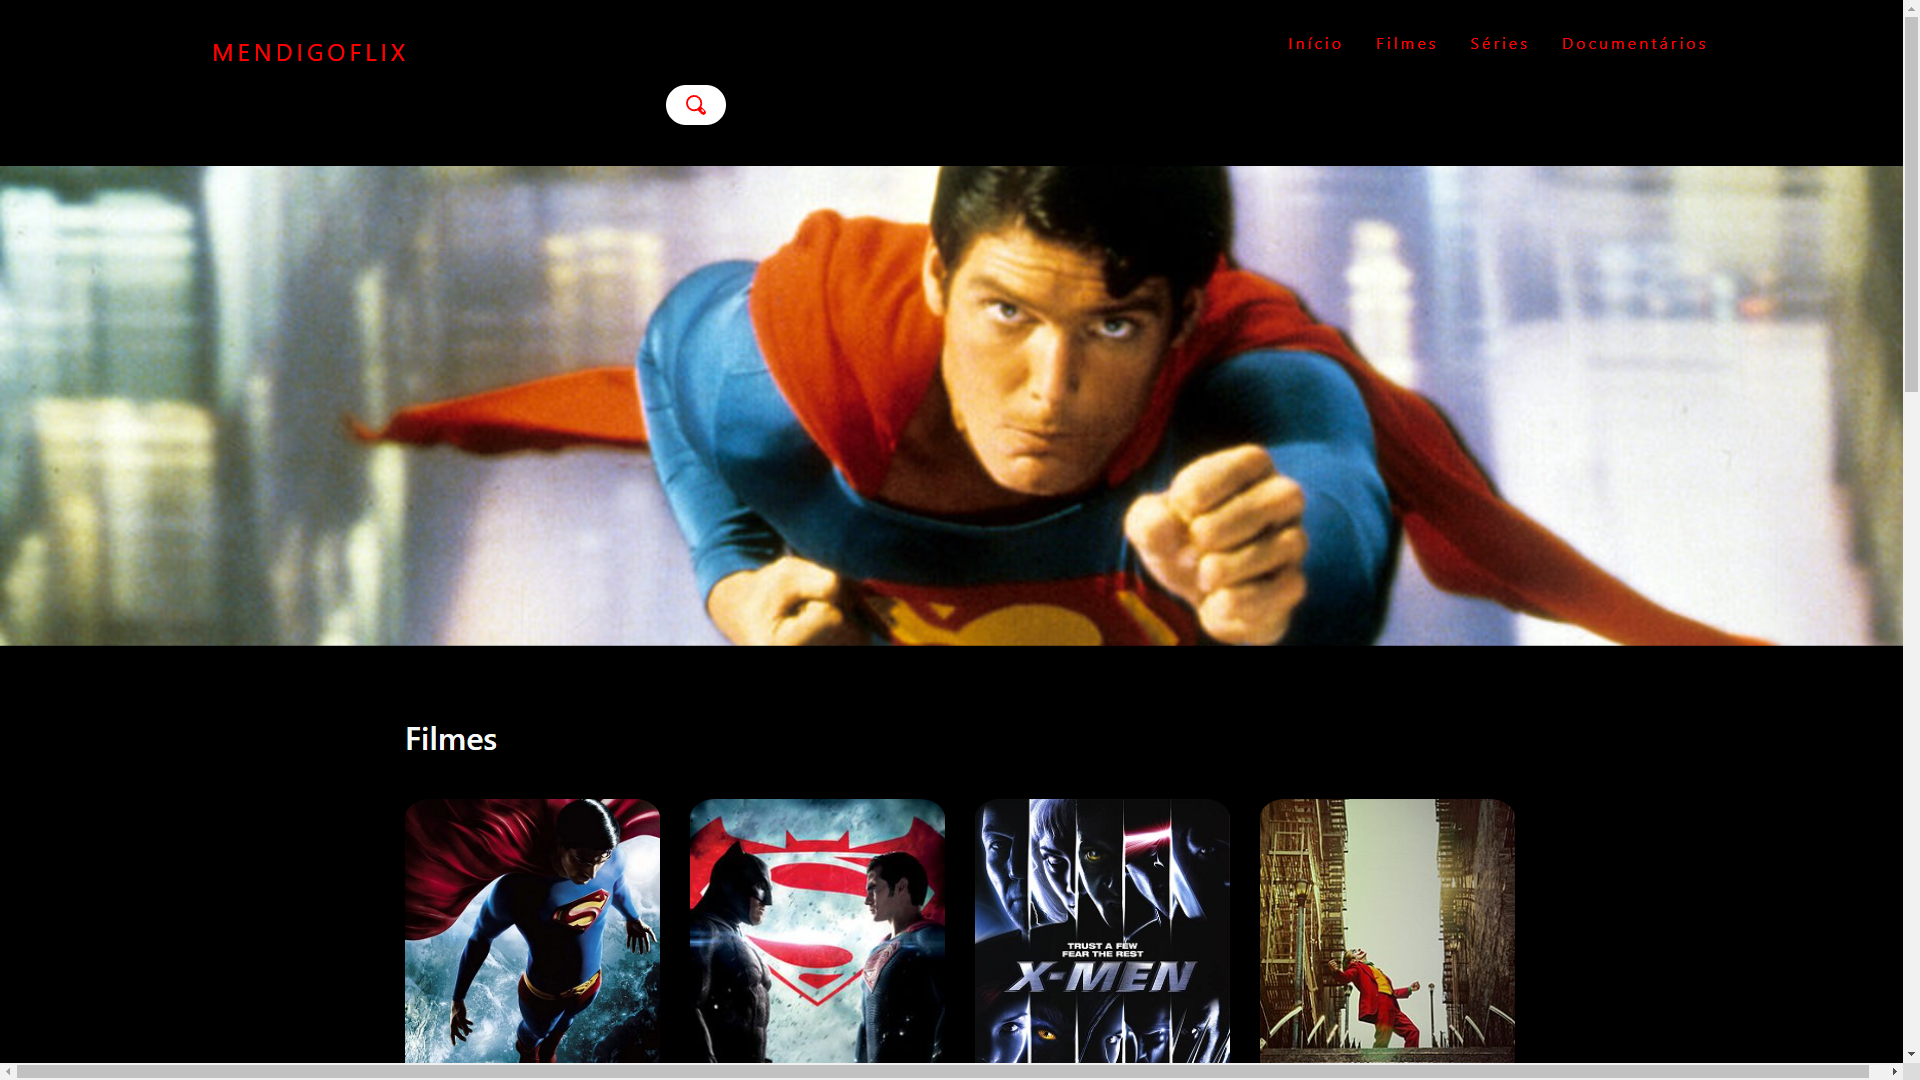 MENDIGOFLIX
Início Filmes Séries Documentários
Filmes
TRUST A FEW
FEAR THE REST
X-MEN